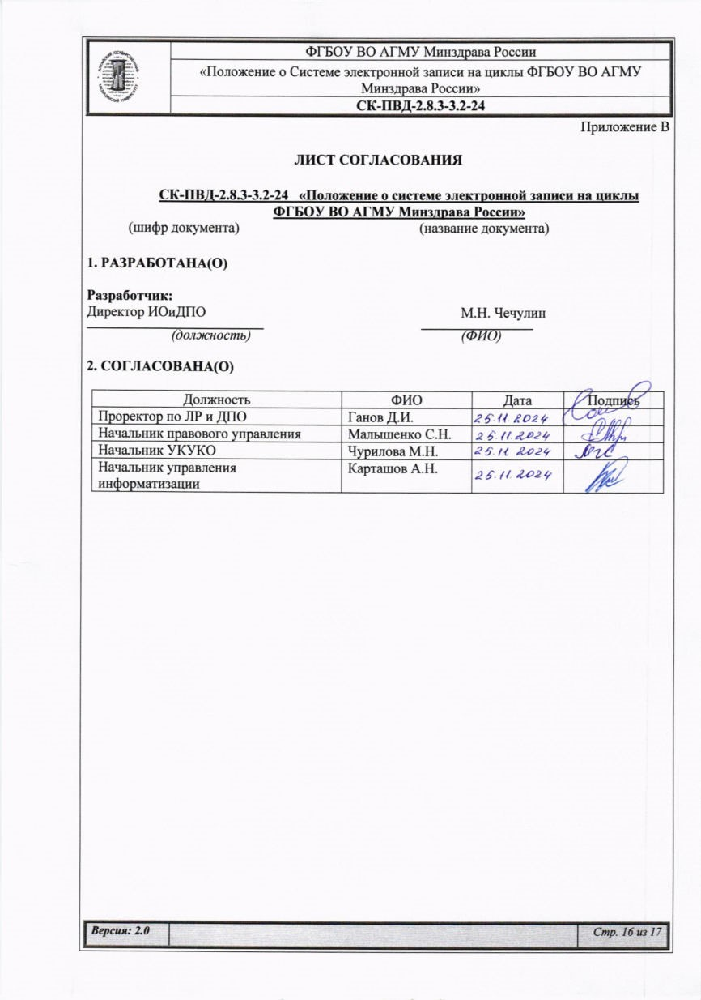 ФГБОУ ВО АГМУ Минздрава России
«Положение о Системе электронной записи на циклы ФГБОУ ВО АГМУ
Минздрава России»
СК-ПВД-2.8.3-3.2-24
Приложение В
ЛИСТ СОГЛАСОВАНИЯ
СК-ПВД-2.8.3-3.2-24 «Положение о системе электронной записи на циклы
ФГБОУ ВО АГМУ Минздрава России»
(шифр документа) (название документа)
1. РАЗРАБОТАНА(О)
Разработчик:
Директор ИОиДПО М.Н. Чечулин
(должность) (ФИО)
2. СОГЛАСОВАНА(О)
Должность ФИО Дата Подпись
Проректор по ЛР и ДПО Ганов Д.И. 25.11.2024
Начальник правового управления Малышенко С.Н. 25.11.2024
Начальник УКУКО Чурилова М.Н. 25.11.2024
Начальник управления Карташов А.Н. 25.11.2024
информатизации
Версия: 2.0 Стр. 16 из 17